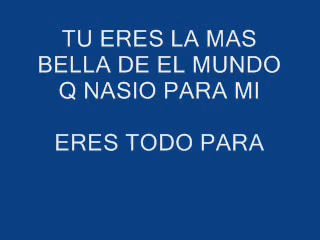 TU ERES LA MAS
BELLA DE EL MUNDO
Q NASIO PARA MI
ERES TODO PARA